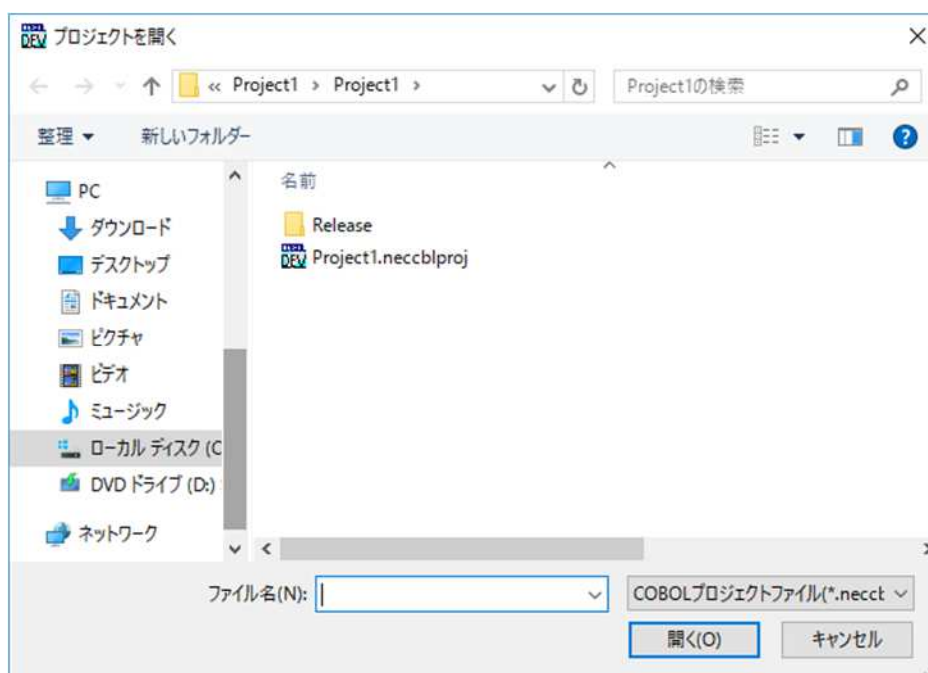 プロジェクトを開く
« Project1 › Project1 ›
Project1の検索
整理
新しいフォルダー
PC
ダウンロード
デスクトップ
ドキュメント
ピクチャ
ビデオ
ミュージック
ローカル ディスク (C
DVD ドライブ (D:)
ネットワーク
名前
Release
DEV Project1.neccblproj
ファイル名(N):
COBOLプロジェクトファイル(*.neccb
開く(O)
キャンセル